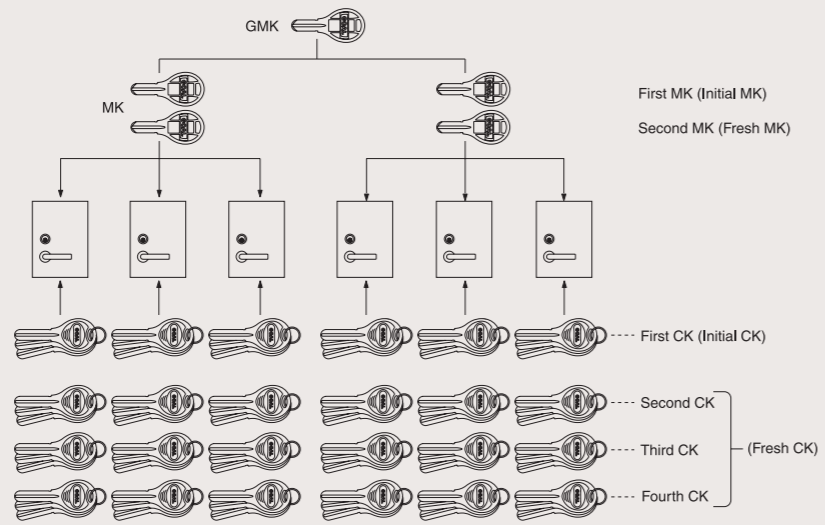 GMK
MK
First MK (Initial MK)
Second MK (Fresh MK)
First CK (Initial CK)
Second CK
Third CK
(Fresh CK)
Fourth CK